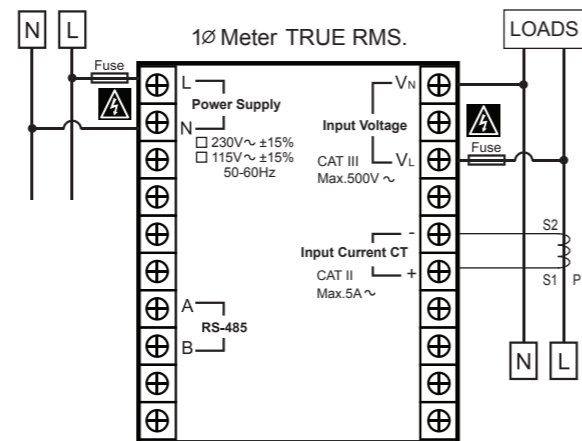 N L
1Ø Meter TRUE RMS.
LOADS
Fuse
L
Power Supply
N
□ 230V~ ±15%
□ 115V~ ±15%
50-60Hz
VN
Input Voltage
VL
CAT III
Max.500V ~
Fuse
-
Input Current CT
+
CAT II
Max.5A~
S2
S1 P
A
RS-485
B
N L